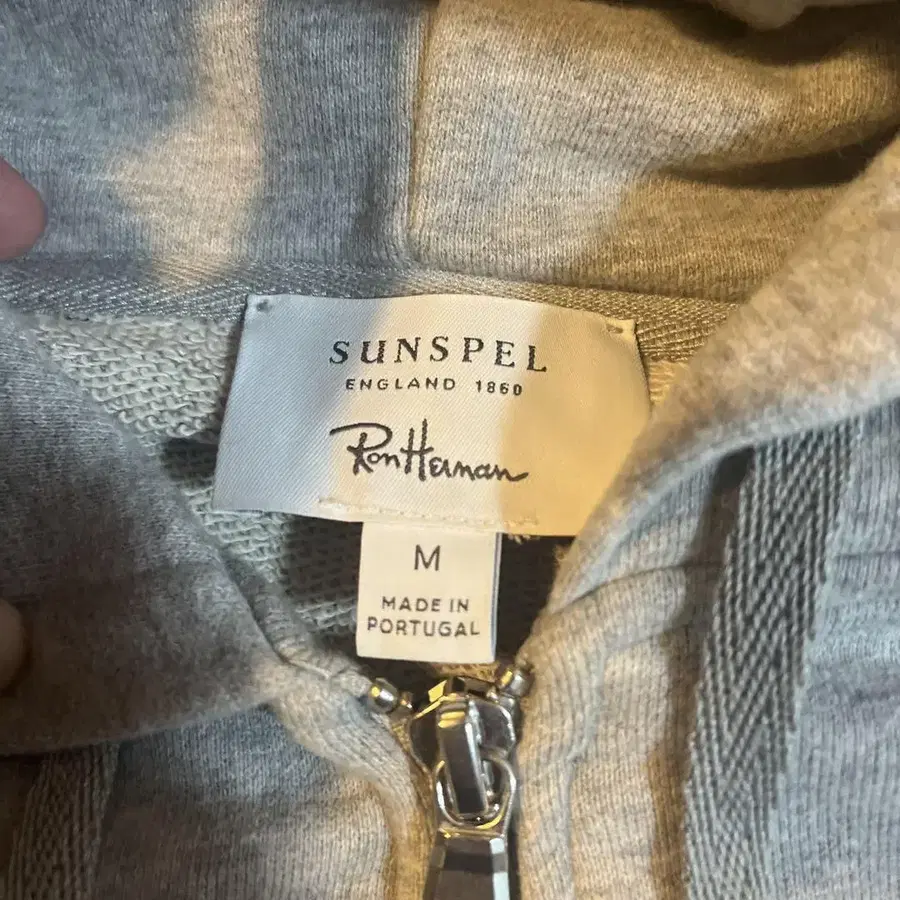 SUNSPEL
ENGLAND 1860
Ron Herman
M
MADE IN
PORTUGAL